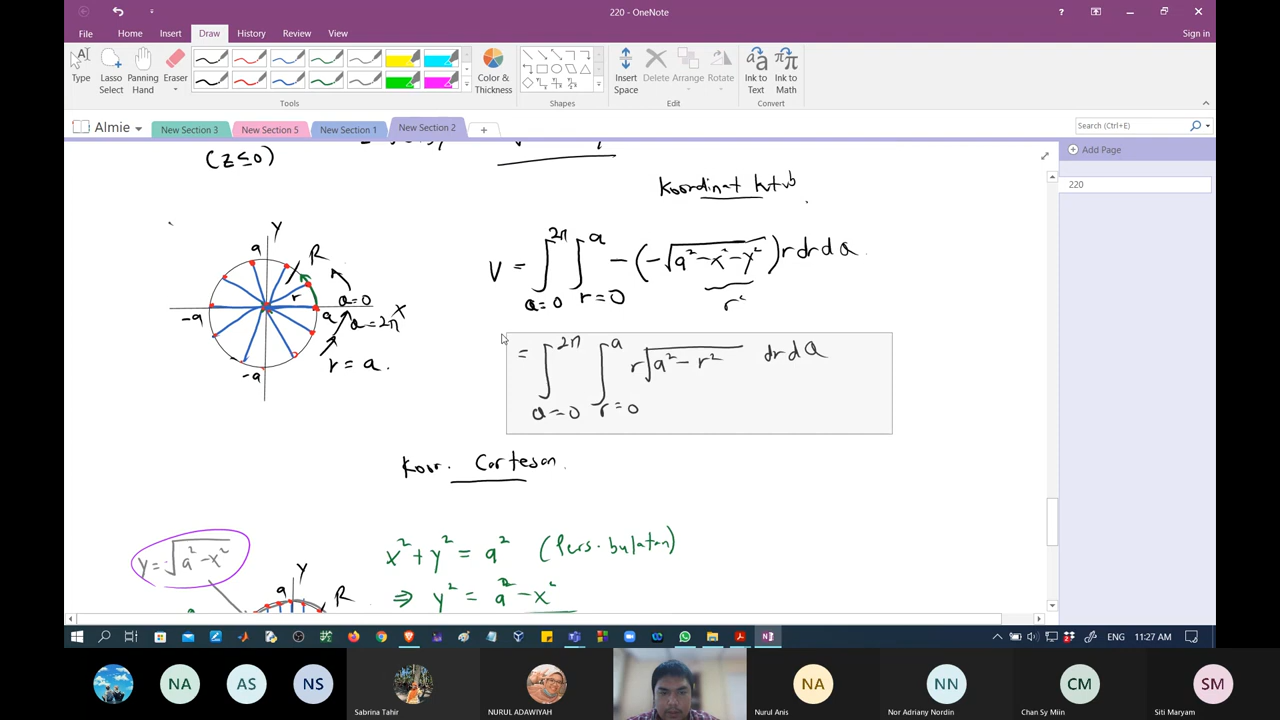 220 - OneNote
Sign in
File Home Insert Draw History Review View
Type
Lasso Select
Panning Hand
Eraser
Color & Thickness
Insert Space
Delete
Arrange
Rotate
Ink to Text
Ink to Math
Tools
Shapes
Edit
Convert
Almie
New Section 3
New Section 5
New Section 1
New Section 2
Search (Ctrl+E)
Add Page
220
(z≤0)
Koordinat kutub
V = ∫_{θ=0}^{2π} ∫_{r=0}^{a} -(-√(a²-x²-y²)) r dr dθ
r²
= ∫_{θ=0}^{2π} ∫_{r=0}^{a} r√(a²-r²) dr dθ
Y
a
R
r
θ=0
-a
a
X
θ=2π
-a
r = a.
Koor. Cartesan
y=√(a²-x²)
x² + y² = a² (Pers. bulatan)
⇒ y² = a² - x²
Y
a
R
ENG 11:27 AM
NA
AS
NS
Sabrina Tahir
NURUL ADAWIYAH
NA
Nurul Anis
NN
Nor Adriany Nordin
CM
Chan Sy Miin
SM
Siti Maryam